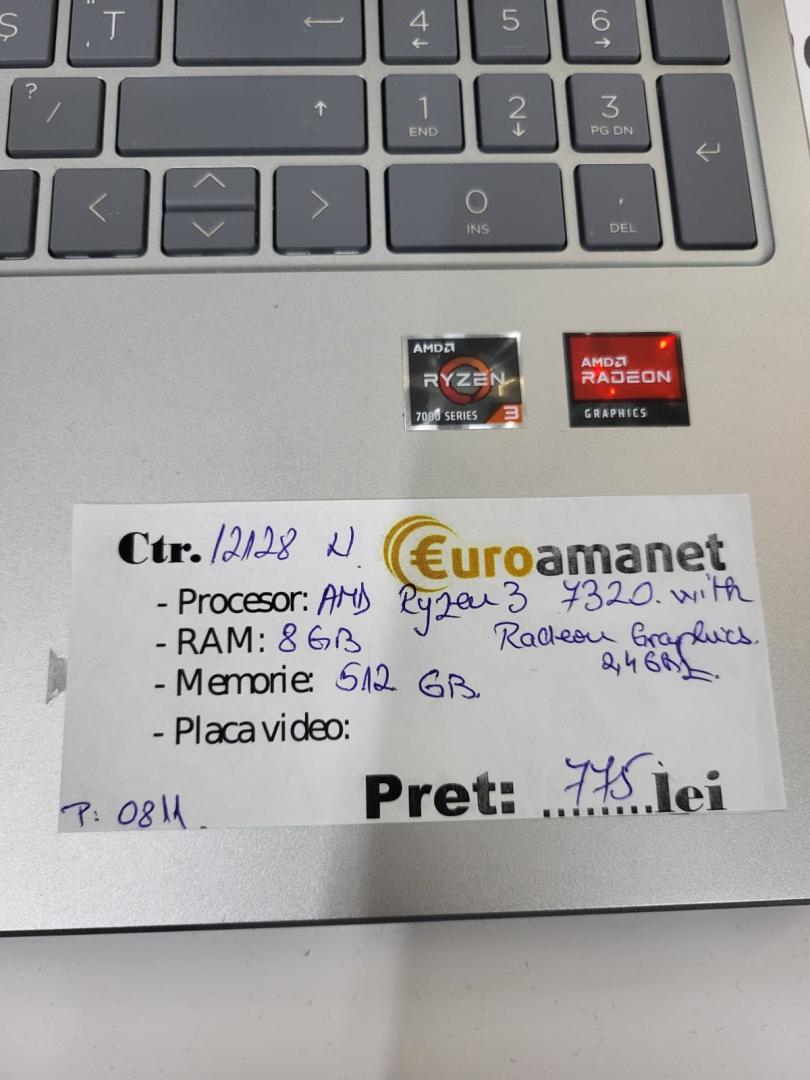 Ș Ț 4 5 6
? / 1 END 2 3 PG DN
0 INS , DEL
AMD RYZEN 7000 SERIES 3
AMD RADEON GRAPHICS
Ctr. 12128 N. €uroamanet
- Procesor: AMD Ryzen 3 7320. with
- RAM: 8 GB Radeon Graphics.
- Memorie: 512 GB.
- Placa video:
Pret: 775 lei
P: 0811.